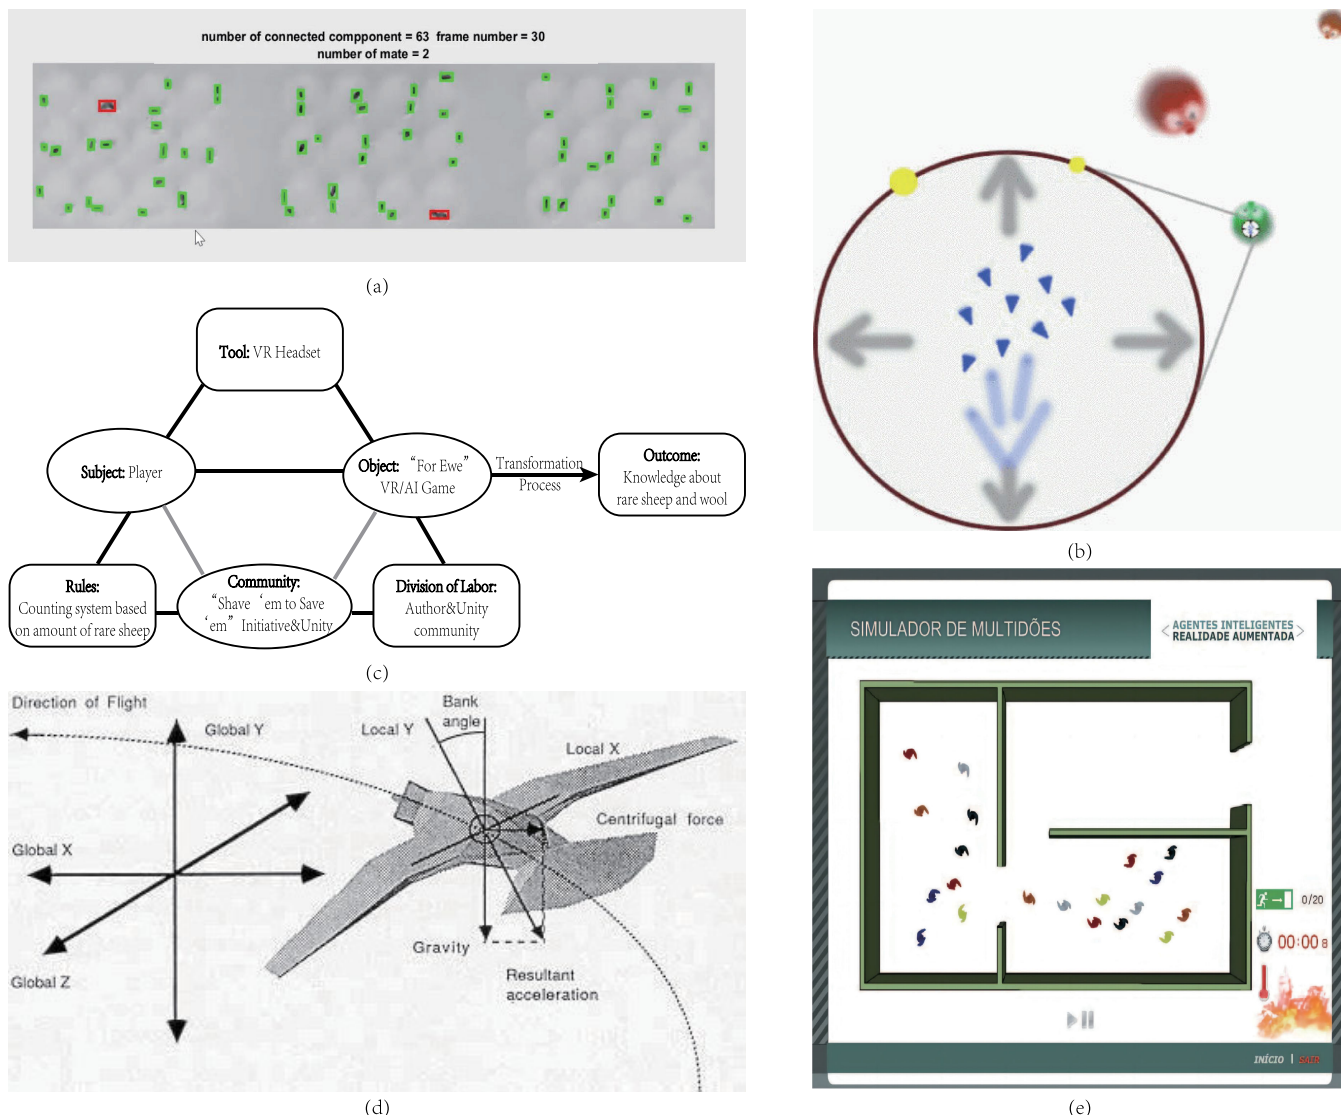 number of connected compponent = 63  frame number = 30
number of mate = 2
(a)
(b)
Tool: VR Headset
Subject: Player
Object: “For Ewe”
VR/AI Game
Transformation
Process
Outcome:
Knowledge about
rare sheep and wool
Rules:
Counting system based
on amount of rare sheep
Community:
“Shave ‘em to Save
‘em” Initiative&Unity
Division of Labor:
Author&Unity
community
(c)
Direction of Flight
Global Y
Global X
Global Z
Bank
angle
Local Y
Local X
Centrifugal force
Gravity
Resultant
acceleration
(d)
SIMULADOR DE MULTIDÕES
AGENTES INTELIGENTES
REALIDADE AUMENTADA
0/20
00:00 8
INÍCIO | SAIR
(e)